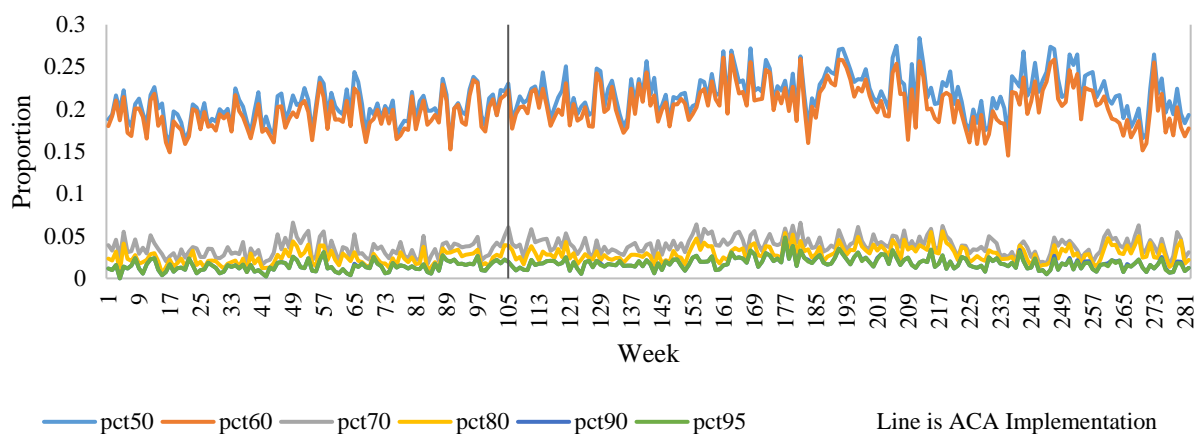 0.3
0.25
0.2
0.15
0.1
0.05
0
Proportion
1 9 17 25 33 41 49 57 65 73 81 89 97 105 113 121 129 137 145 153 161 169 177 185 193 201 209 217 225 233 241 249 257 265 273 281
Week
pct50 pct60 pct70 pct80 pct90 pct95 Line is ACA Implementation